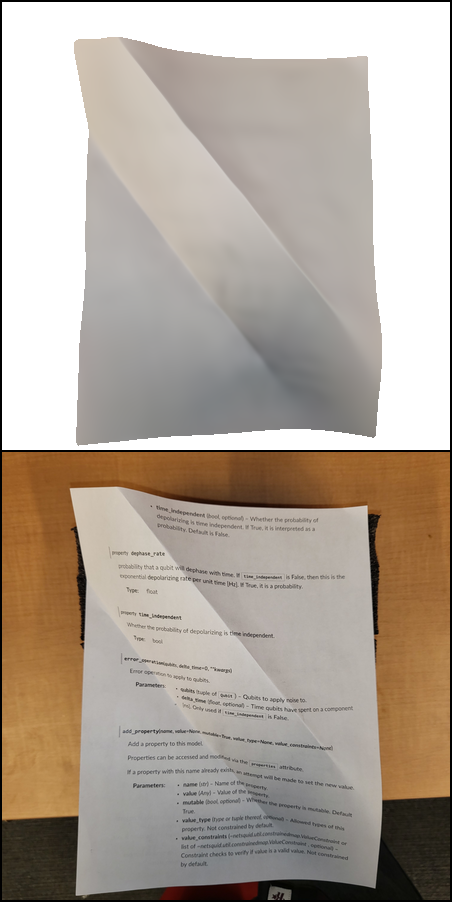 • time_independent (bool, optional) – Whether the probability of
depolarizing is time independent. If True, it is interpreted as a
probability. Default is False.
property dephase_rate
probability that a qubit will dephase with time. If time_independent is False, then this is the
exponential depolarizing rate per unit time [Hz]. If True, it is a probability.
Type: float
property time_independent
Whether the probability of depolarizing is time independent.
Type: bool
error_operation(qubits, delta_time=0, **kwargs)
Error operation to apply to qubits.
Parameters: • qubits (tuple of Qubit) – Qubits to apply noise to.
• delta_time (float, optional) – Time qubits have spent on a component
[ns]. Only used if time_independent is False.
add_property(name, value=None, mutable=True, value_type=None, value_constraints=None)
Add a property to this model.
Properties can be accessed and modified via the properties attribute.
If a property with this name already exists, an attempt will be made to set the new value
Parameters: • name (str) – Name of the property.
• value (Any) – Value of the property.
• mutable (bool, optional) – Whether the property is mutable. Default
True.
• value_type (type or tuple thereof, optional) – Allowed types of this
property. Not constrained by default.
• value_constraints (~netsquid.util.constrainedmap.ValueConstraint or
list of ~netsquid.util.constrainedmap.ValueConstraint, optional) –
Constraint checks to verify if value is a valid value. Not constrained
by default.